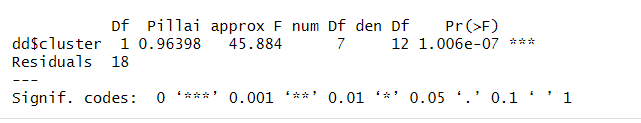 Df Pillai approx F num Df den Df Pr(>F)
dd$cluster 1 0.96398 45.884 7 12 1.006e-07 ***
Residuals 18
---
Signif. codes: 0 ‘***’ 0.001 ‘**’ 0.01 ‘*’ 0.05 ‘.’ 0.1 ‘ ’ 1